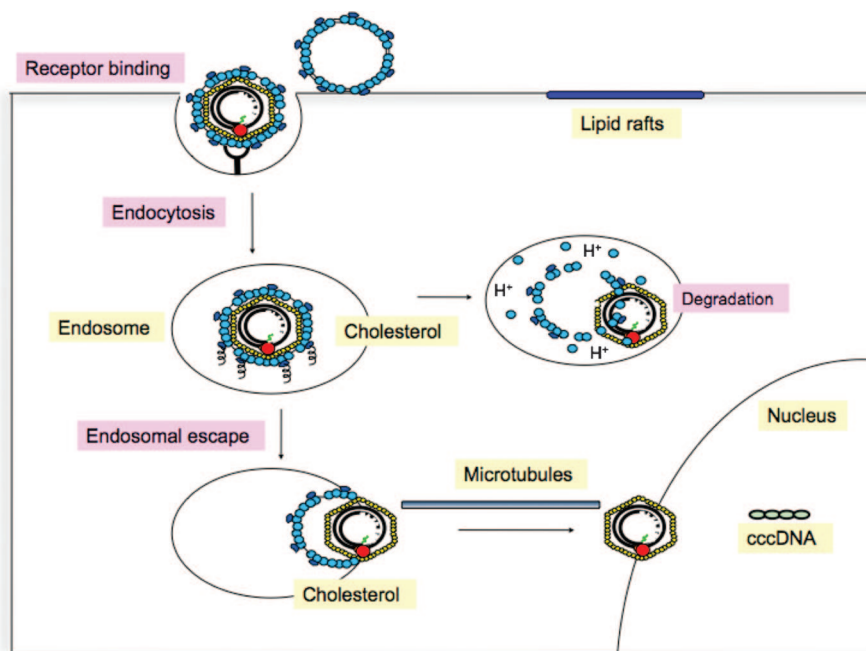 Receptor binding
Lipid rafts
Endocytosis
H⁺
H⁺
H⁺
Degradation
Endosome
Cholesterol
Endosomal escape
Nucleus
Microtubules
cccDNA
Cholesterol